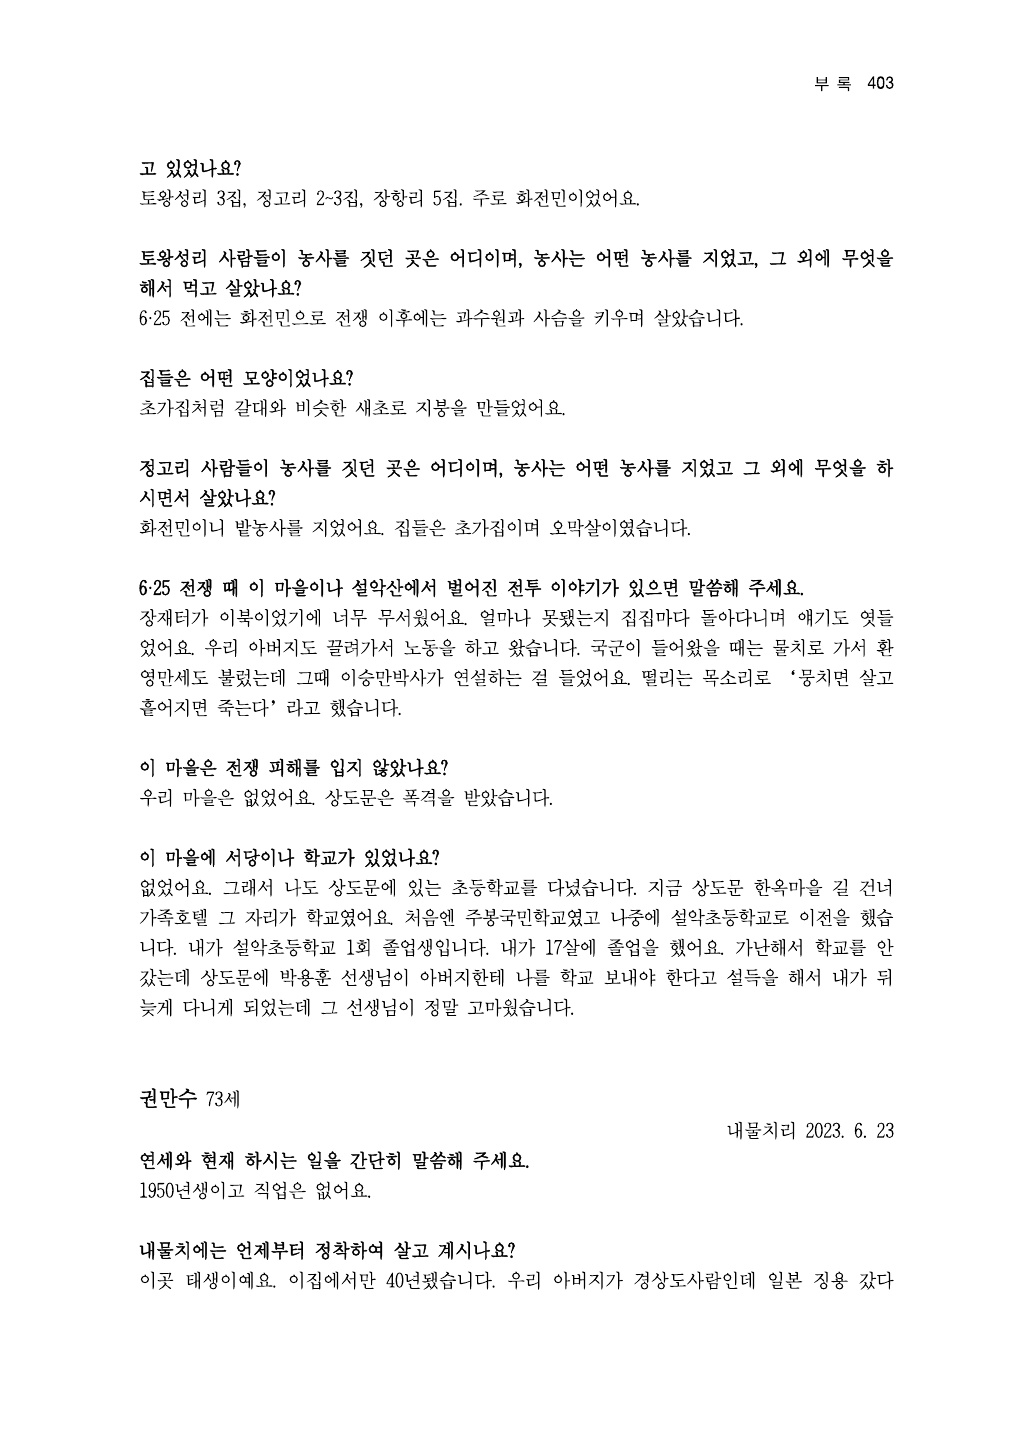 부 록 403
고 있었나요?
토왕성리 3집, 정고리 2~3집, 장항리 5집. 주로 화전민이었어요.
토왕성리 사람들이 농사를 짓던 곳은 어디이며, 농사는 어떤 농사를 지었고, 그 외에 무엇을
해서 먹고 살았나요?
6·25 전에는 화전민으로 전쟁 이후에는 과수원과 사슴을 키우며 살았습니다.
집들은 어떤 모양이었나요?
초가집처럼 갈대와 비슷한 새초로 지붕을 만들었어요.
정고리 사람들이 농사를 짓던 곳은 어디이며, 농사는 어떤 농사를 지었고 그 외에 무엇을 하
시면서 살았나요?
화전민이니 밭농사를 지었어요. 집들은 초가집이며 오막살이였습니다.
6·25 전쟁 때 이 마을이나 설악산에서 벌어진 전투 이야기가 있으면 말씀해 주세요.
장재터가 이북이었기에 너무 무서웠어요. 얼마나 못됐는지 집집마다 돌아다니며 얘기도 엿들
었어요. 우리 아버지도 끌려가서 노동을 하고 왔습니다. 국군이 들어왔을 때는 물치로 가서 환
영만세도 불렀는데 그때 이승만박사가 연설하는 걸 들었어요. 떨리는 목소리로 ‘뭉치면 살고
흩어지면 죽는다’ 라고 했습니다.
이 마을은 전쟁 피해를 입지 않았나요?
우리 마을은 없었어요. 상도문은 폭격을 받았습니다.
이 마을에 서당이나 학교가 있었나요?
없었어요. 그래서 나도 상도문에 있는 초등학교를 다녔습니다. 지금 상도문 한옥마을 길 건너
가족호텔 그 자리가 학교였어요. 처음엔 주봉국민학교였고 나중에 설악초등학교로 이전을 했습
니다. 내가 설악초등학교 1회 졸업생입니다. 내가 17살에 졸업을 했어요. 가난해서 학교를 안
갔는데 상도문에 박용훈 선생님이 아버지한테 나를 학교 보내야 한다고 설득을 해서 내가 뒤
늦게 다니게 되었는데 그 선생님이 정말 고마웠습니다.
권만수 73세
내물치리 2023. 6. 23
연세와 현재 하시는 일을 간단히 말씀해 주세요.
1950년생이고 직업은 없어요.
내물치에는 언제부터 정착하여 살고 계시나요?
이곳 태생이예요. 이집에서만 40년됐습니다. 우리 아버지가 경상도사람인데 일본 징용 갔다